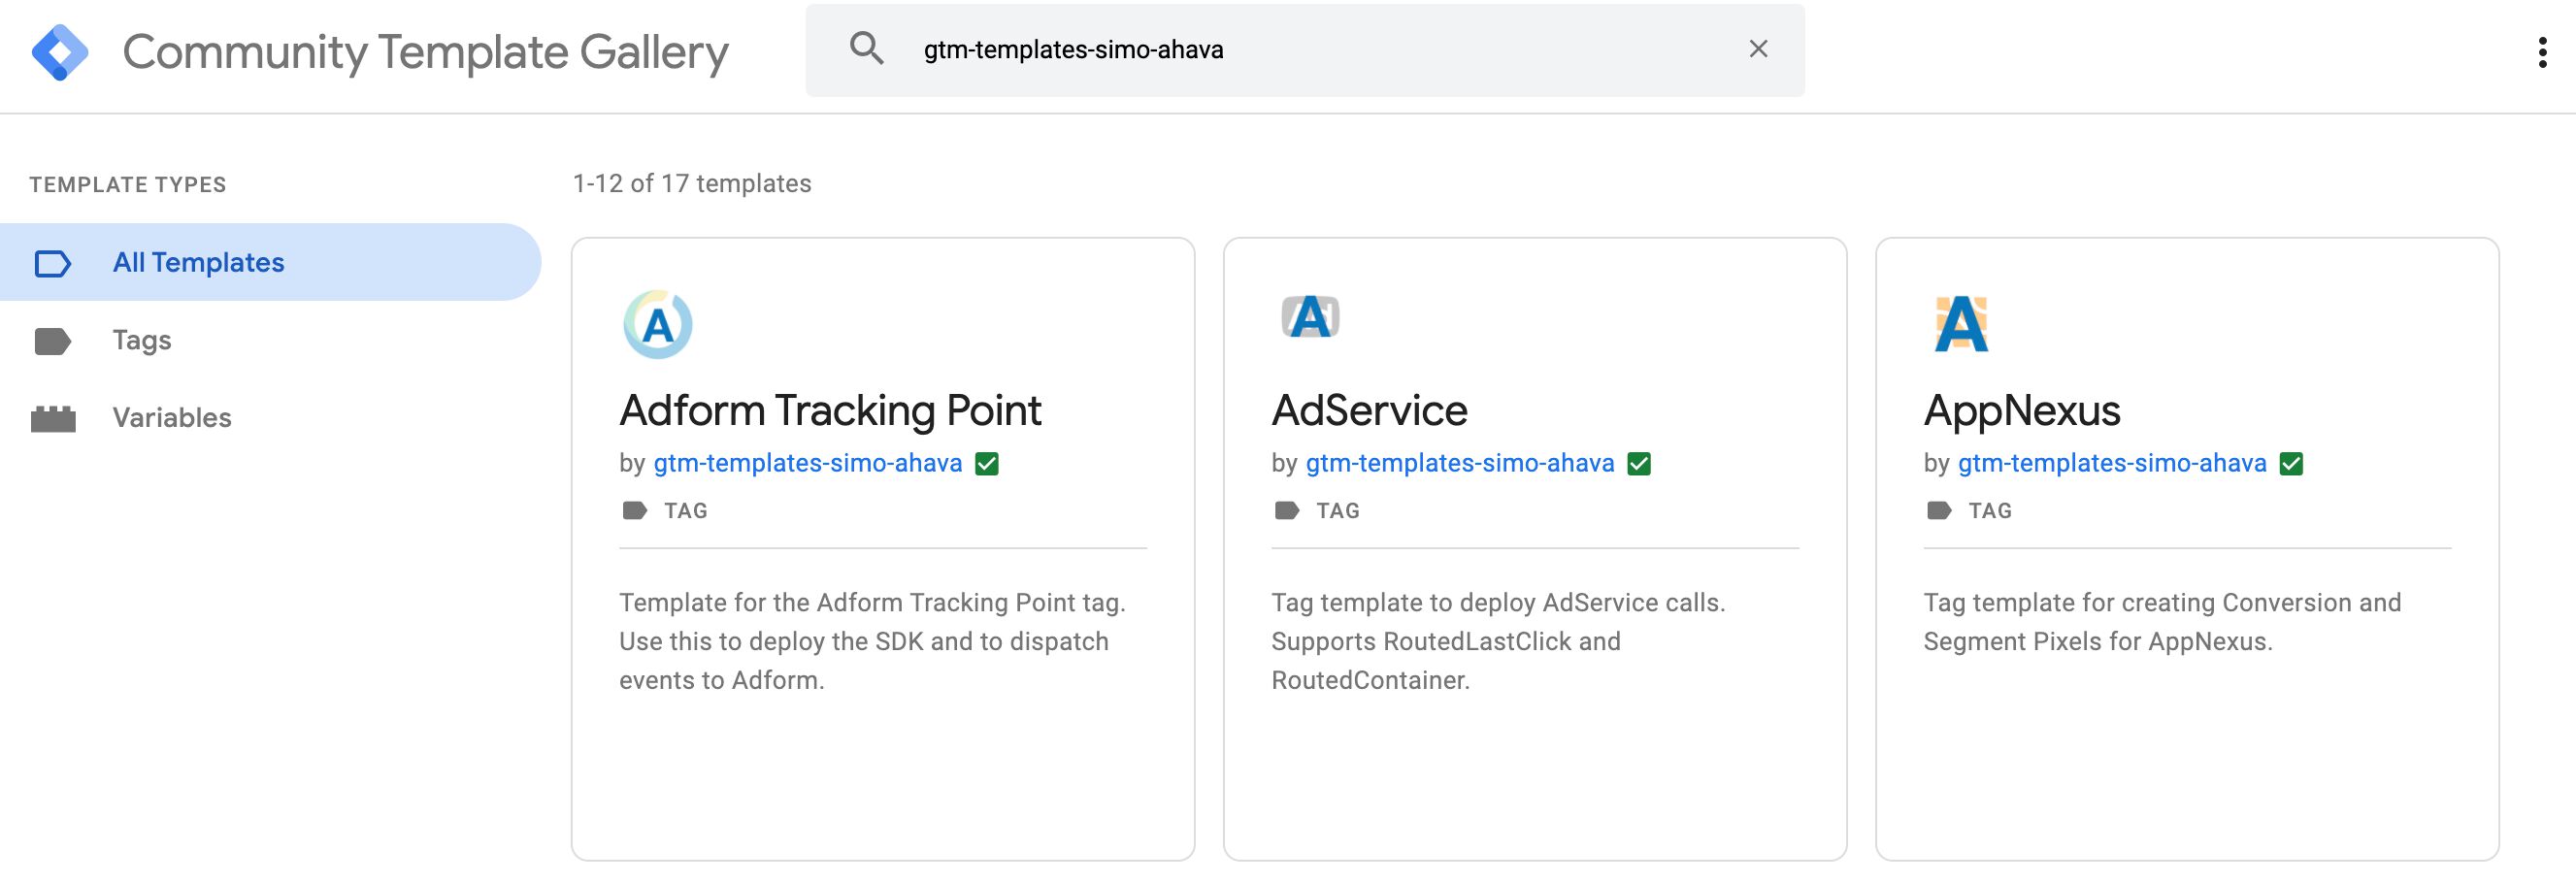 Community Template Gallery
gtm-templates-simo-ahava
TEMPLATE TYPES
All Templates
Tags
Variables
1-12 of 17 templates
Adform Tracking Point
by gtm-templates-simo-ahava
TAG
Template for the Adform Tracking Point tag.
Use this to deploy the SDK and to dispatch
events to Adform.
AdService
by gtm-templates-simo-ahava
TAG
Tag template to deploy AdService calls.
Supports RoutedLastClick and
RoutedContainer.
AppNexus
by gtm-templates-simo-ahava
TAG
Tag template for creating Conversion and
Segment Pixels for AppNexus.